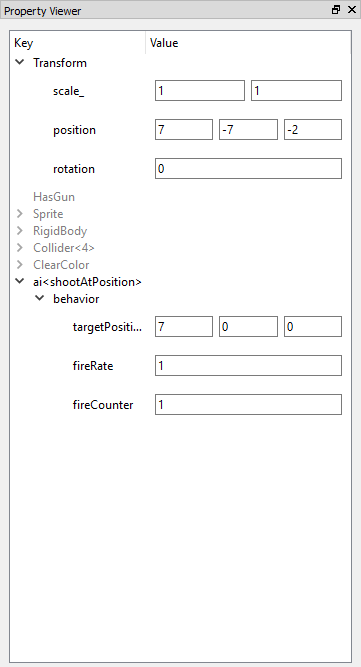 Property Viewer
Key Value
Transform
scale_ 1 1
position 7 -7 -2
rotation 0
HasGun
Sprite
RigidBody
Collider<4>
ClearColor
ai<shootAtPosition>
behavior
targetPositi... 7 0 0
fireRate 1
fireCounter 1